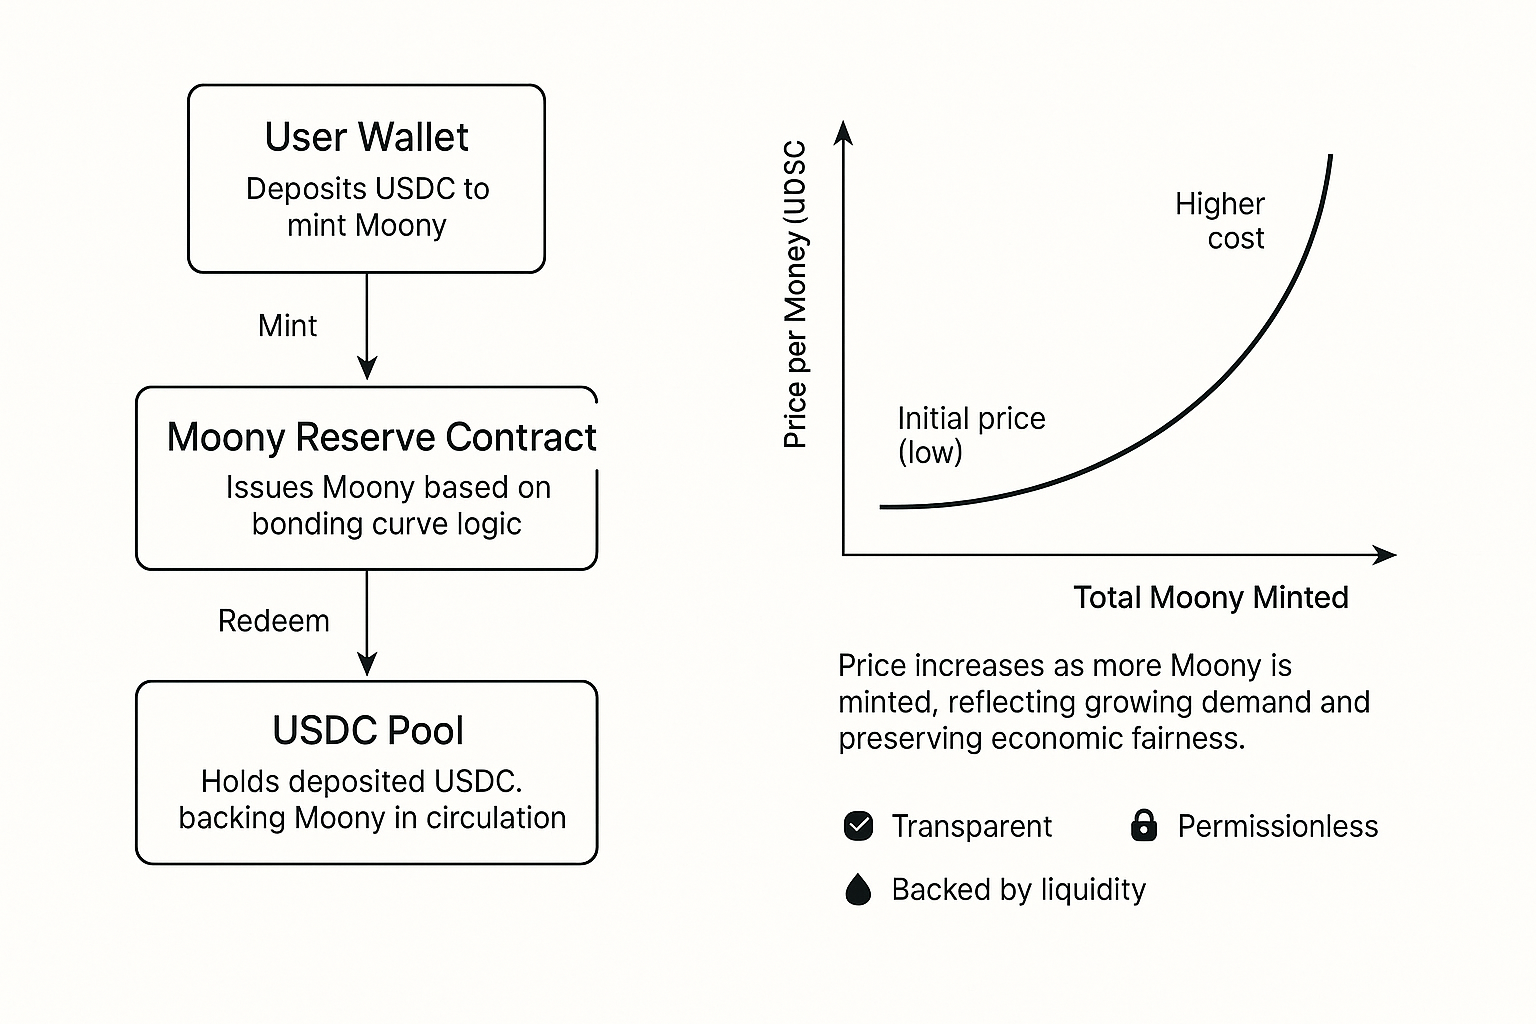 User Wallet
Deposits USDC to
mint Moony
Mint
Moony Reserve Contract
Issues Moony based on
bonding curve logic
Redeem
USDC Pool
Holds deposited USDC.
backing Moony in circulation
Price per Money (UDSC
Higher
cost
Initial price
(low)
Total Moony Minted
Price increases as more Moony is
minted, reflecting growing demand and
preserving economic fairness.
Transparent
Permissionless
Backed by liquidity